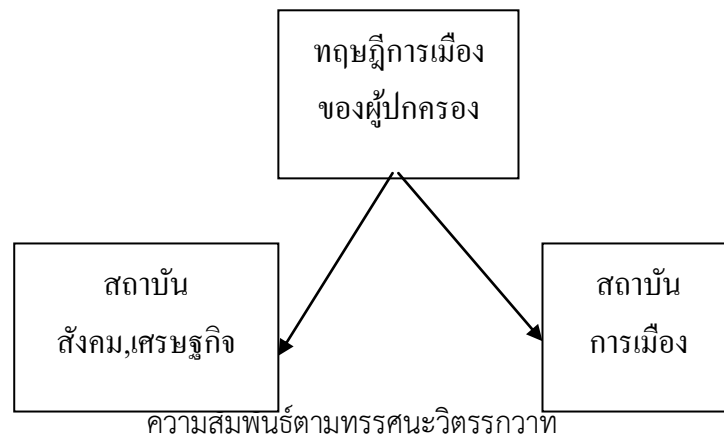 ทฤษฎีการเมือง
ของผู้ปกครอง
สถาบัน
สังคม,เศรษฐกิจ
สถาบัน
การเมือง
ความสัมพันธ์ตามทรรศนะวิตรรกวาท